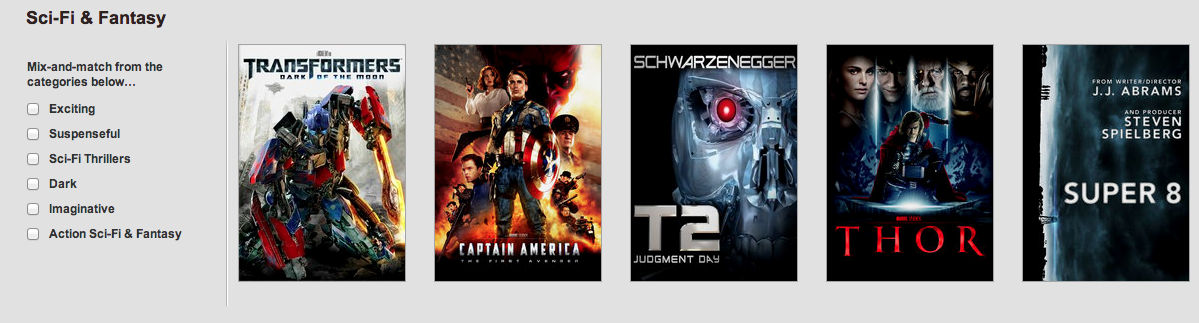 Sci-Fi & Fantasy
Mix-and-match from the
categories below...
Exciting
Suspenseful
Sci-Fi Thrillers
Dark
Imaginative
Action Sci-Fi & Fantasy
TRANSFORMERS
DARK OF THE MOON
CAPTAIN AMERICA
THE FIRST AVENGER
SCHWARZENEGGER
T2
JUDGMENT DAY
THOR
FROM WRITER/DIRECTOR
J.J. ABRAMS
AND PRODUCER
STEVEN
SPIELBERG
SUPER 8